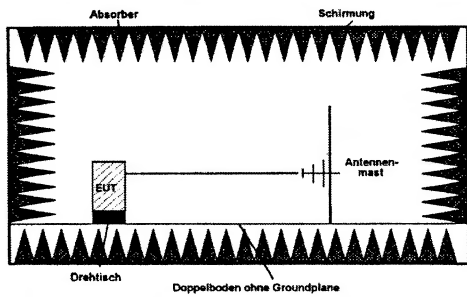 Absorber
Schirmung
EUT
Antennen-
mast
Drehtisch
Doppelboden ohne Groundplane